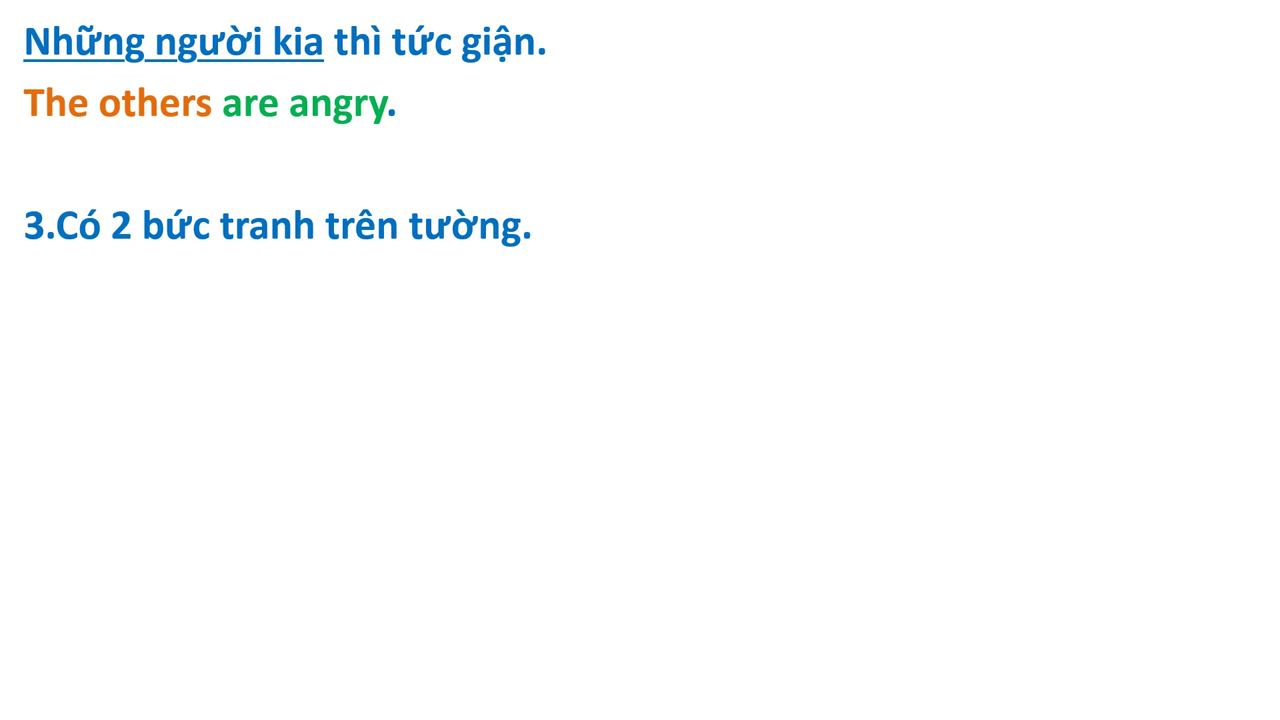 Những người kia thì tức giận.
The others are angry.
3.Có 2 bức tranh trên tường.